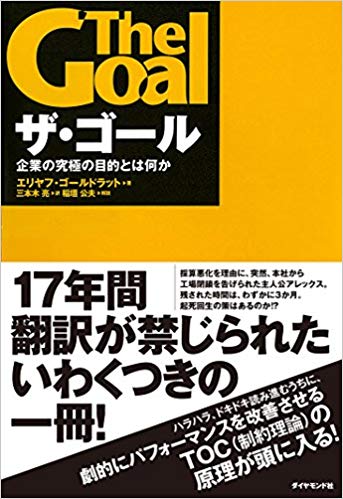 The
Goal
ザ・ゴール
企業の究極の目的とは何か
エリヤフ・ゴールドラット・著
三本木 亮・訳 稲垣 公夫・解説
17年間
翻訳が禁じられた
いわくつきの
一冊!
採算悪化を理由に、突然、本社から
工場閉鎖を告げられた主人公アレックス。
残された時間は、わずかに3か月。
起死回生の策はあるのか!?
ハラハラ、ドキドキ読み進むうちに、
劇的にパフォーマンスを改善させる
TOC(制約理論)の
原理が頭に入る!
ダイヤモンド社